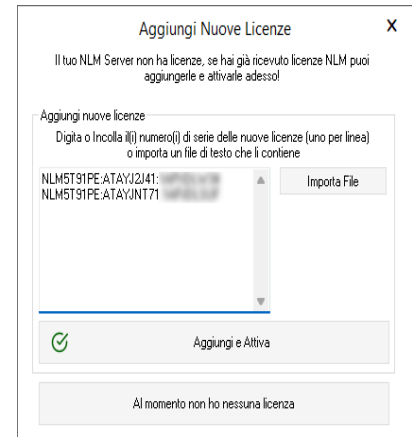 Aggiungi Nuove Licenze
X
Il tuo NLM Server non ha licenze, se hai già ricevuto licenze NLM puoi
aggiungerle e attivarle adesso!
Aggiungi nuove licenze
Digita o Incolla il(i) numero(i) di serie delle nuove licenze (uno per linea)
o importa un file di testo che li contiene
NLM5T91PE:ATAYJ2J41:
NLM5T91PE:ATAYJNT71
Importa File
Aggiungi e Attiva
Al momento non ho nessuna licenza